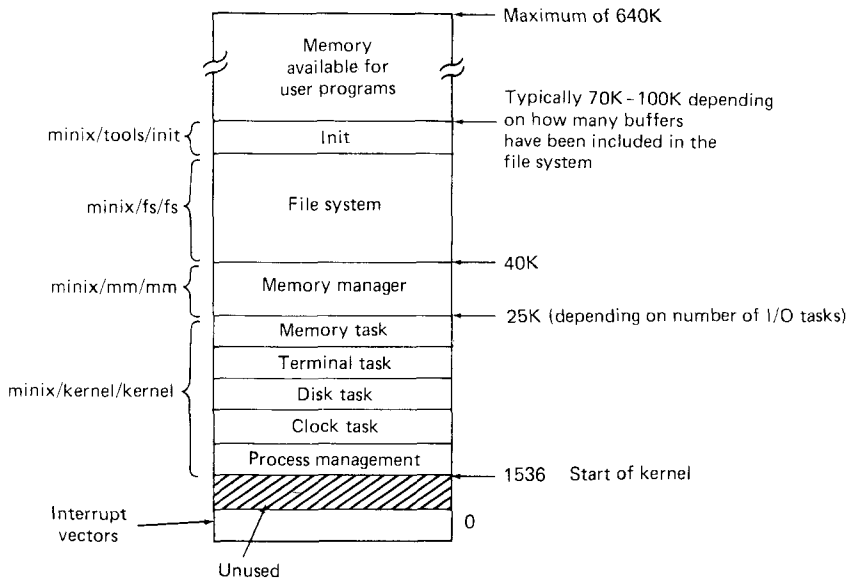 Maximum of 640K
Memory
available for
user programs
Typically 70K-100K depending
on how many buffers
have been included in the
file system
minix/tools/init
Init
minix/fs/fs
File system
40K
minix/mm/mm
Memory manager
25K (depending on number of I/O tasks)
Memory task
Terminal task
minix/kernel/kernel
Disk task
Clock task
Process management
1536 Start of kernel
Interrupt
vectors
0
Unused